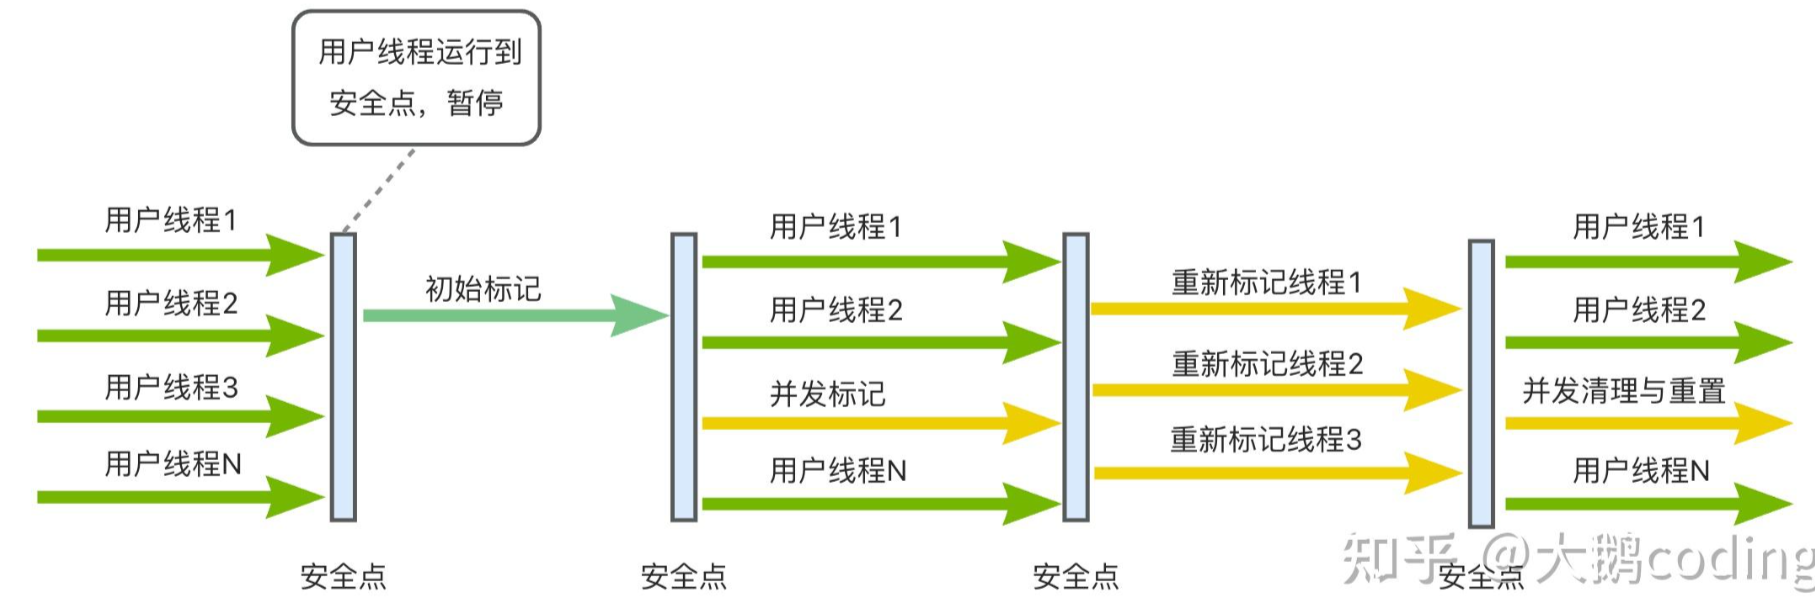 用户线程运行到
安全点，暂停
用户线程1
用户线程2
用户线程3
用户线程N
初始标记
用户线程1
用户线程2
并发标记
用户线程N
重新标记线程1
重新标记线程2
重新标记线程3
用户线程1
用户线程2
并发清理与重置
用户线程N
安全点
安全点
安全点
安全点
知乎 @大鹅coding